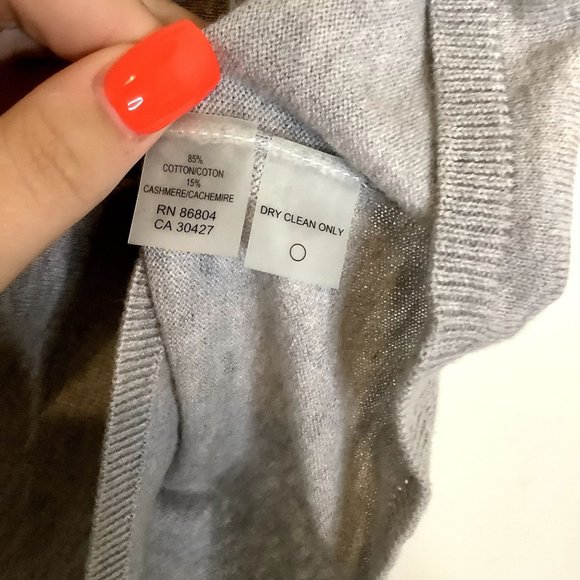 85%
COTTON/COTON
15%
CASHMERE/CACHEMIRE
RN 86804
CA 30427
DRY CLEAN ONLY